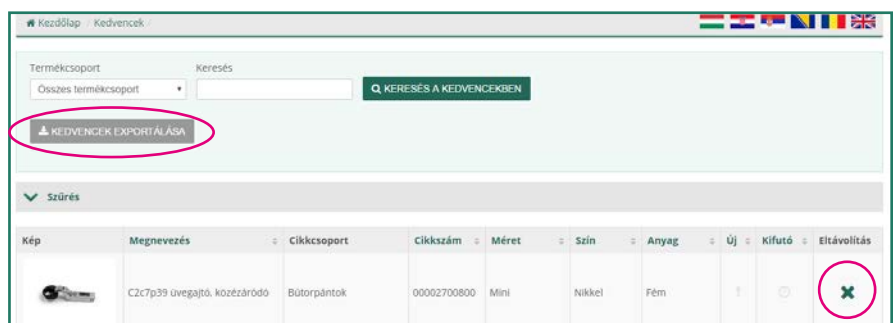 Kezdőlap / Kedvencek /
Termékcsoport Keresés
Összes termékcsoport KERESÉS A KEDVENCEKBEN
KEDVENCEK EXPORTÁLÁSA
Szűrés
Kép Megnevezés Cikkcsoport Cikkszám Méret Szín Anyag Új Kifutó Eltávolítás
C2c7p39 üvegajtó, közézáródó Bútorpántok 00002700800 Mini Nikkel Fém